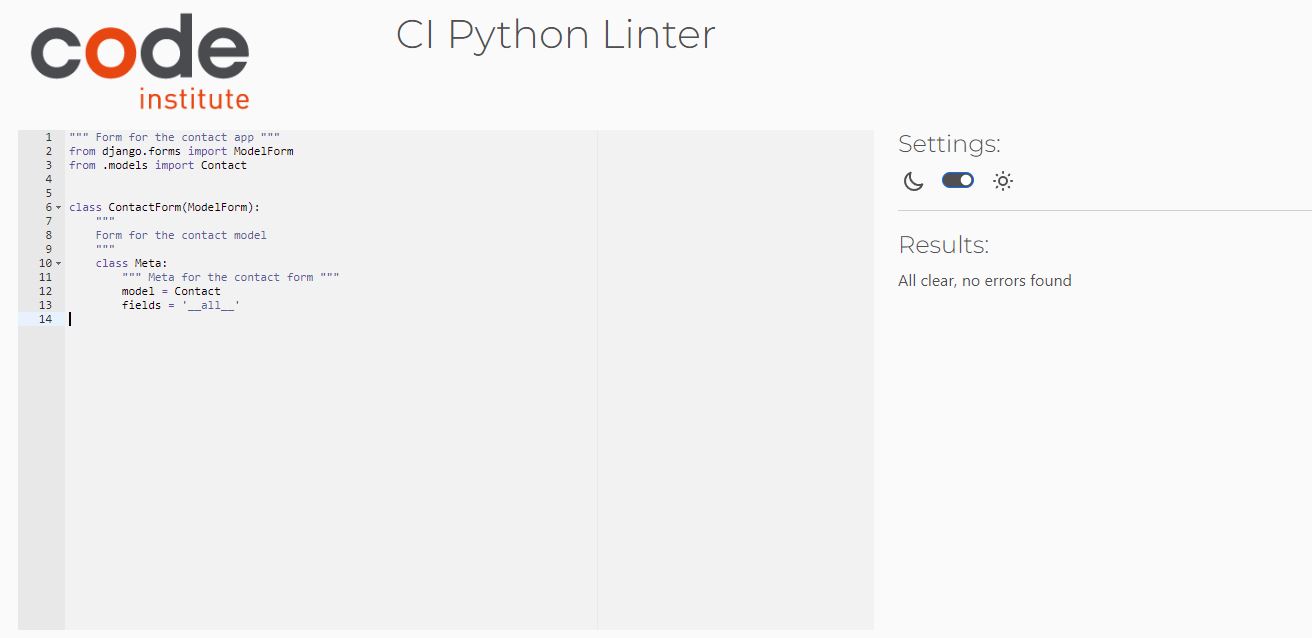 code
institute
CI Python Linter
1 """ Form for the contact app """
2 from django.forms import ModelForm
3 from .models import Contact
4
5
6 class ContactForm(ModelForm):
7     """
8     Form for the contact model
9     """
10     class Meta:
11         """ Meta for the contact form """
12         model = Contact
13         fields = '__all__'
14
Settings:
Results:
All clear, no errors found